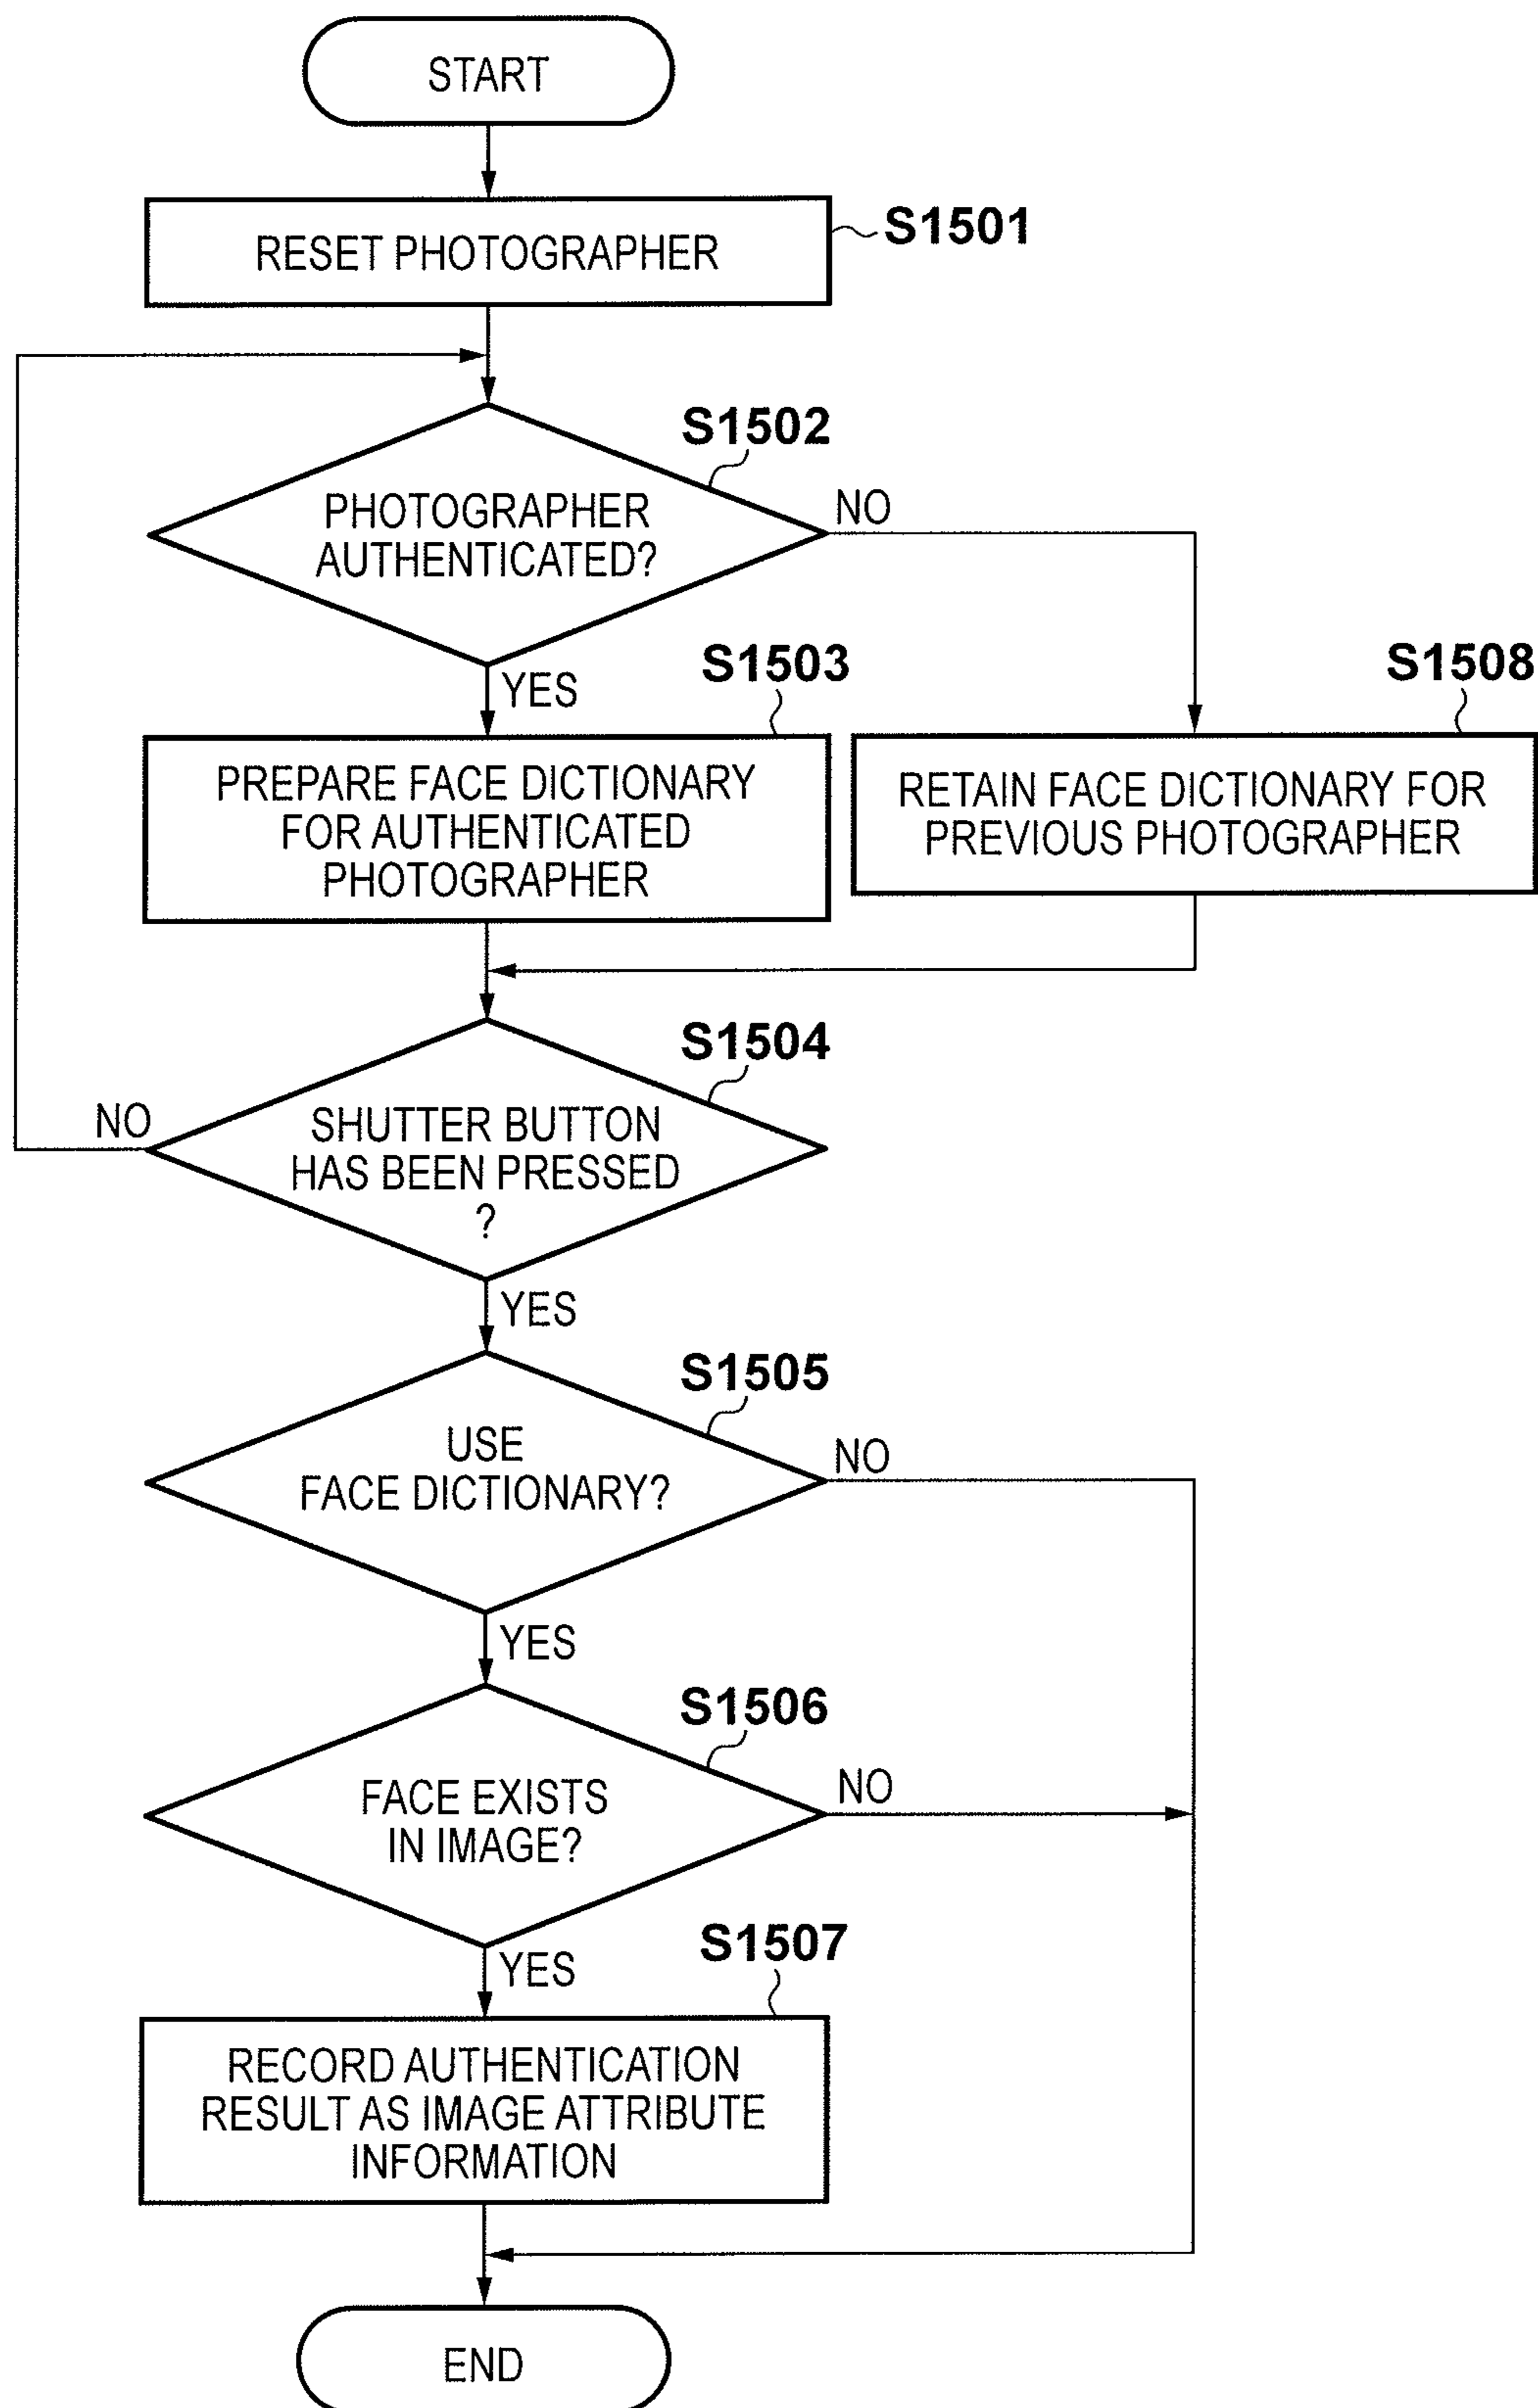 START
RESET PHOTOGRAPHER
S1501
S1502
PHOTOGRAPHER
AUTHENTICATED?
NO
YES
S1503
PREPARE FACE DICTIONARY
FOR AUTHENTICATED
PHOTOGRAPHER
S1508
RETAIN FACE DICTIONARY FOR
PREVIOUS PHOTOGRAPHER
S1504
SHUTTER BUTTON
HAS BEEN PRESSED
?
NO
YES
S1505
USE
FACE DICTIONARY?
NO
YES
S1506
FACE EXISTS
IN IMAGE?
NO
YES
S1507
RECORD AUTHENTICATION
RESULT AS IMAGE ATTRIBUTE
INFORMATION
END